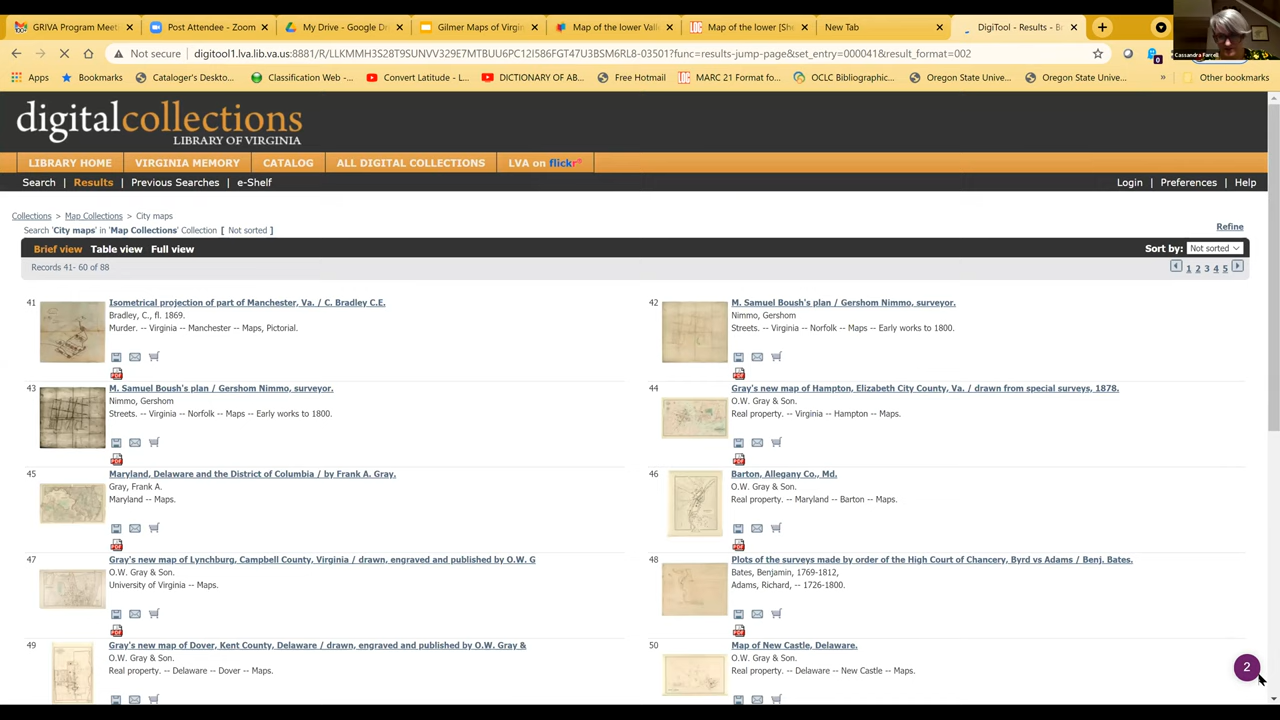 GRIVA Program Meeti
Post Attendee - Zoom
My Drive - Google Dr
Gilmer Maps of Virgin
Map of the lower Vall
Map of the lower [She
New Tab
DigiTool - Results - B
Not secure
digitool1.lva.lib.va.us:8881/R/LLKMMH3S28T9SUNVV329E7MTBUU6PC12I586FGT47U3BSM6RL8-03501?func=results-jump-page&set_entry=000041&result_format=002
Cassandra Farrell
Apps
Bookmarks
Cataloger's Deskto...
Classification Web -...
Convert Latitude - L...
DICTIONARY OF AB...
Free Hotmail
MARC 21 Format fo...
OCLC Bibliographic...
Oregon State Unive...
Oregon State Unive...
»
Other bookmarks
digitalcollections
LIBRARY OF VIRGINIA
LIBRARY HOME
VIRGINIA MEMORY
CATALOG
ALL DIGITAL COLLECTIONS
LVA on flickr
Search | Results | Previous Searches | e-Shelf
Login | Preferences | Help
Collections > Map Collections > City maps
Search 'City maps' in 'Map Collections' Collection [ Not sorted ]
Refine
Brief view Table view Full view
Sort by: Not sorted
Records 41- 60 of 88
1 2 3 4 5
41 Isometrical projection of part of Manchester, Va. / C. Bradley C.E.
Bradley, C., fl. 1869.
Murder. -- Virginia -- Manchester -- Maps, Pictorial.
42 M. Samuel Boush's plan / Gershom Nimmo, surveyor.
Nimmo, Gershom
Streets. -- Virginia -- Norfolk -- Maps -- Early works to 1800.
43 M. Samuel Boush's plan / Gershom Nimmo, surveyor.
Nimmo, Gershom
Streets. -- Virginia -- Norfolk -- Maps -- Early works to 1800.
44 Gray's new map of Hampton, Elizabeth City County, Va. / drawn from special surveys, 1878.
O.W. Gray & Son.
Real property. -- Virginia -- Hampton -- Maps.
45 Maryland, Delaware and the District of Columbia / by Frank A. Gray.
Gray, Frank A.
Maryland -- Maps.
46 Barton, Allegany Co., Md.
O.W. Gray & Son.
Real property. -- Maryland -- Barton -- Maps.
47 Gray's new map of Lynchburg, Campbell County, Virginia / drawn, engraved and published by O.W. G
O.W. Gray & Son.
University of Virginia -- Maps.
48 Plots of the surveys made by order of the High Court of Chancery, Byrd vs Adams / Benj. Bates.
Bates, Benjamin, 1769-1812,
Adams, Richard, -- 1726-1800.
49 Gray's new map of Dover, Kent County, Delaware / drawn, engraved and published by O.W. Gray &
O.W. Gray & Son.
Real property. -- Delaware -- Dover -- Maps.
50 Map of New Castle, Delaware.
O.W. Gray & Son.
Real property. -- Delaware -- New Castle -- Maps.
2